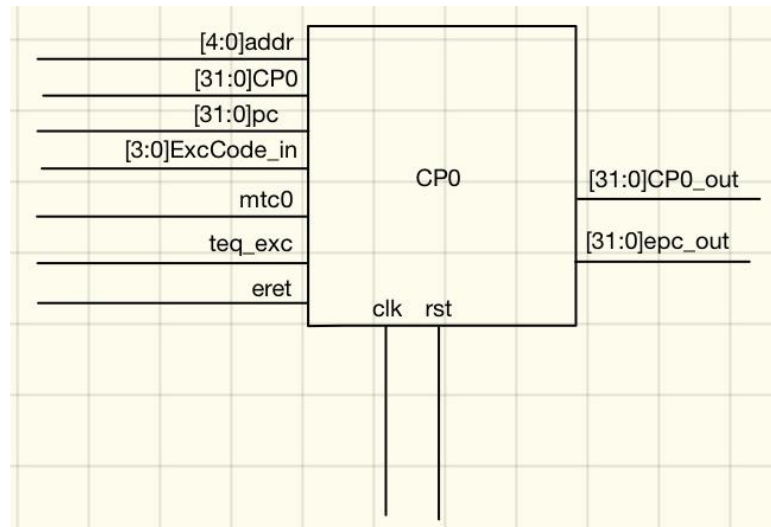 [4:0]addr
[31:0]CP0
[31:0]pc
[3:0]ExcCode_in
mtc0
teq_exc
eret
CP0
[31:0]CP0_out
[31:0]epc_out
clk rst